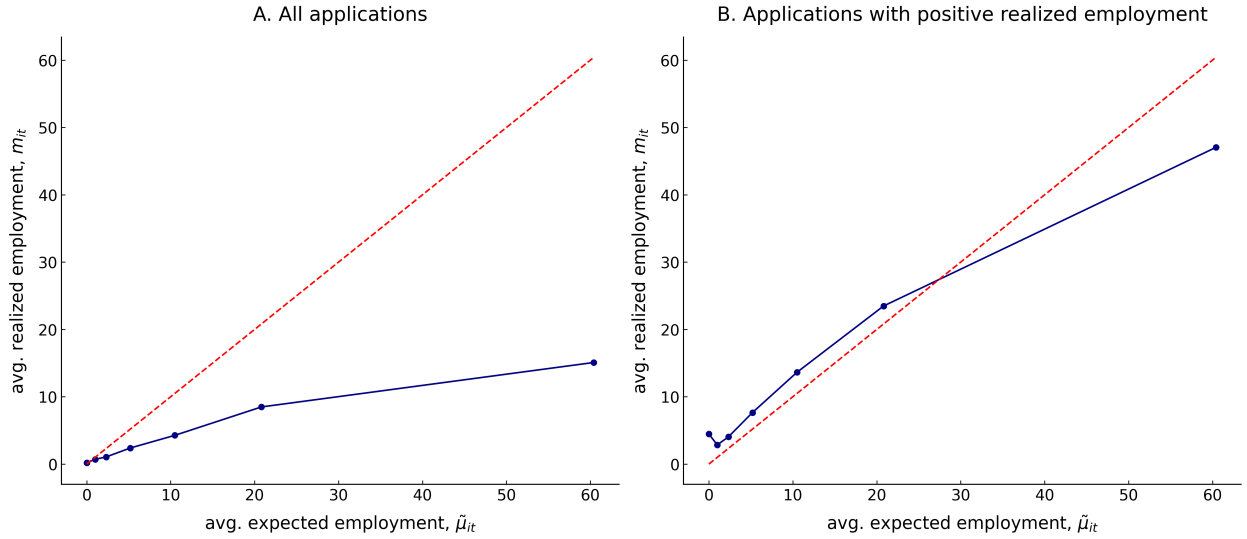 A. All applications
avg. realized employment, m_it
60
50
40
30
20
10
0
0 10 20 30 40 50 60
avg. expected employment, μ̃_it
B. Applications with positive realized employment
avg. realized employment, m_it
60
50
40
30
20
10
0
0 10 20 30 40 50 60
avg. expected employment, μ̃_it